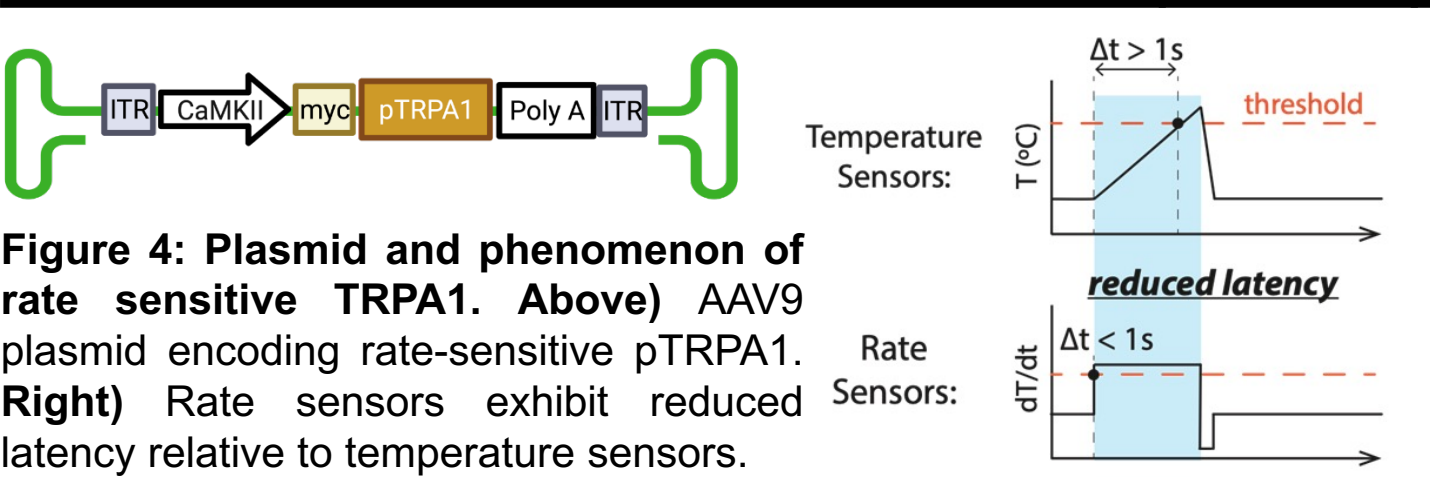 ITR CaMKII myc pTRPA1 Poly A ITR
Figure 4: Plasmid and phenomenon of
rate sensitive TRPA1. Above) AAV9
plasmid encoding rate-sensitive pTRPA1.
Right) Rate sensors exhibit reduced
latency relative to temperature sensors.
Δt > 1s
threshold
Temperature
Sensors:
T (ºC)
reduced latency
Δt < 1s
Rate
Sensors:
dT/dt